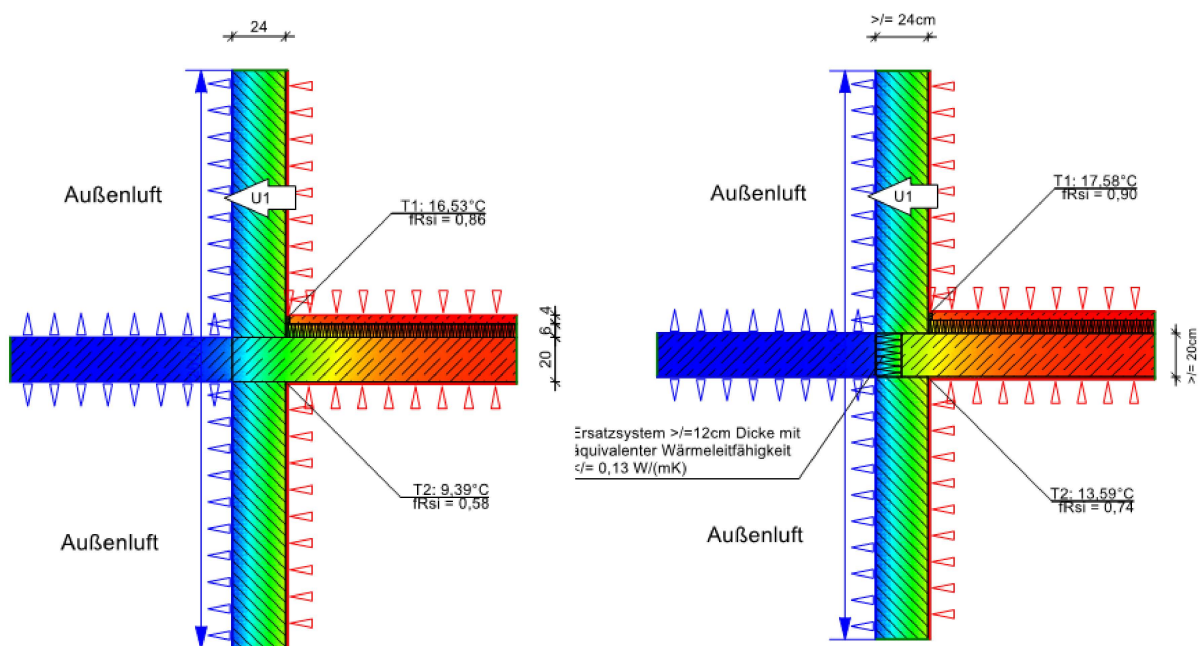 24
Außenluft
U1
T1: 16,53°C
fRsi = 0,86
4
6
20
T2: 9,39°C
fRsi = 0,58
Außenluft
>/= 24cm
Außenluft
U1
T1: 17,58°C
fRsi = 0,90
>/= 20cm
Ersatzsystem >/=12cm Dicke mit
äquivalenter Wärmeleitfähigkeit
</= 0,13 W/(mK)
T2: 13,59°C
fRsi = 0,74
Außenluft